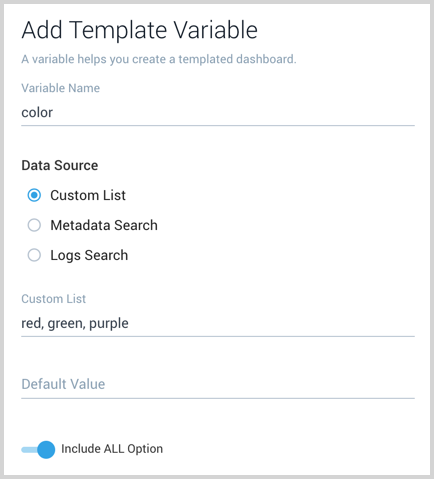 Add Template Variable
A variable helps you create a templated dashboard.
Variable Name
color
Data Source
Custom List
Metadata Search
Logs Search
Custom List
red, green, purple
Default Value
Include ALL Option